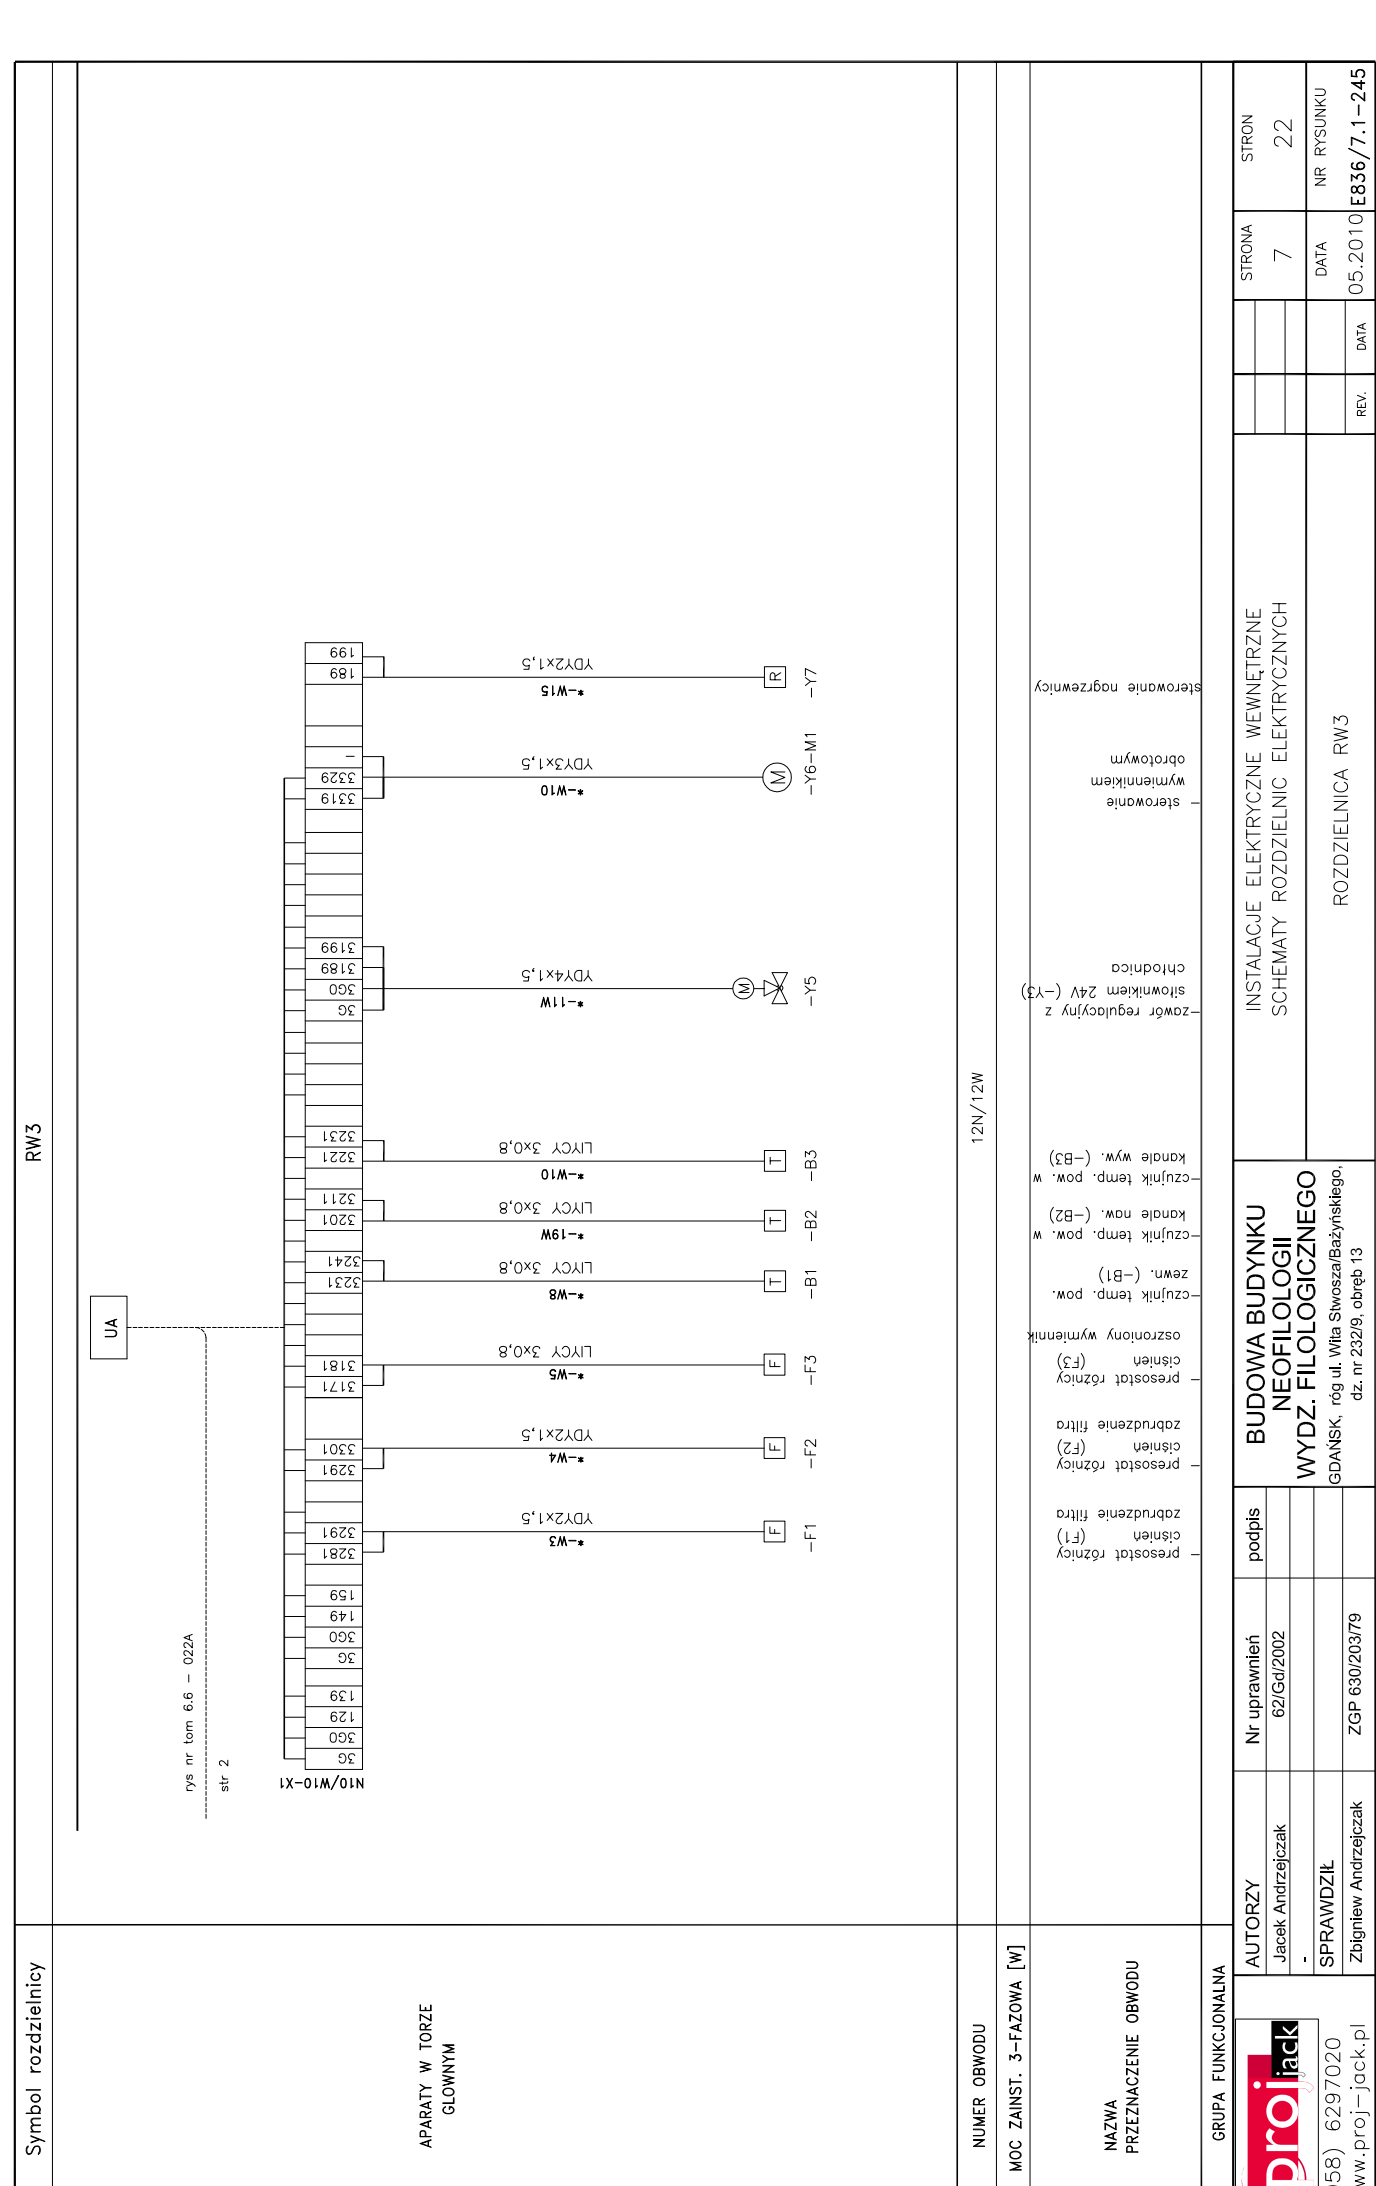 Symbol rozdzielnicy
RW3
APARATY W TORZE
GLOWNYM
rys nr tom 6.6 – 022A
str 2
UA
N10/W10-X1
3G
3G0
129
139
3G
3G0
149
159
3281
3291
3291
3301
3171
3181
3231
3241
3201
3211
3221
3231
3G
3G0
3189
3199
3319
3329
–
189
199
*-W3
YDY2x1,5
F
-F1
*-W4
YDY2x1,5
F
-F2
*-W5
LIYCY 3x0,8
F
-F3
*-W8
LIYCY 3x0,8
T
-B1
*-19W
LIYCY 3x0,8
T
-B2
*-W10
LIYCY 3x0,8
T
-B3
*-11W
YDY4x1,5
M
-Y5
*-W10
YDY3x1,5
M
-Y6-M1
*-W15
YDY2x1,5
R
-Y7
NUMER OBWODU
12N/12W
MOC ZAINST. 3-FAZOWA [W]
NAZWA
PRZEZNACZENIE OBWODU
- presostat różnicy
ciśnień (F1)
zabrudzenie filtra
- presostat różnicy
ciśnień (F2)
zabrudzenie filtra
- presostat różnicy
ciśnień (F3)
oszroniony wymiennik
-czujnik temp. pow.
zewn. (-B1)
-czujnik temp. pow. w
kanale naw. (-B2)
-czujnik temp. pow. w
kanale wyw. (-B3)
-zawór regulacyjny z
siłownikiem 24V (-Y3)
chłodnica
- sterowanie
wymiennikiem
obrotowym
sterowanie nagrzewnicy
GRUPA FUNKCJONALNA
proj
jack
58) 6297020
ww.proj-jack.pl
AUTORZY
Nr uprawnień
podpis
Jacek Andrzejczak
62/Gd/2002
-
SPRAWDZIŁ
Zbigniew Andrzejczak
ZGP 630/203/79
BUDOWA BUDYNKU
NEOFILOLOGII
WYDZ. FILOLOGICZNEGO
GDAŃSK, róg ul. Wita Stwosza/Bażyńskiego,
dz. nr 232/9, obręb 13
INSTALACJE ELEKTRYCZNE WEWNĘTRZNE
SCHEMATY ROZDZIELNIC ELEKTRYCZNYCH
ROZDZIELNICA RW3
REV.
DATA
STRONA
7
STRON
22
DATA
05.2010
NR RYSUNKU
E836/7.1-245